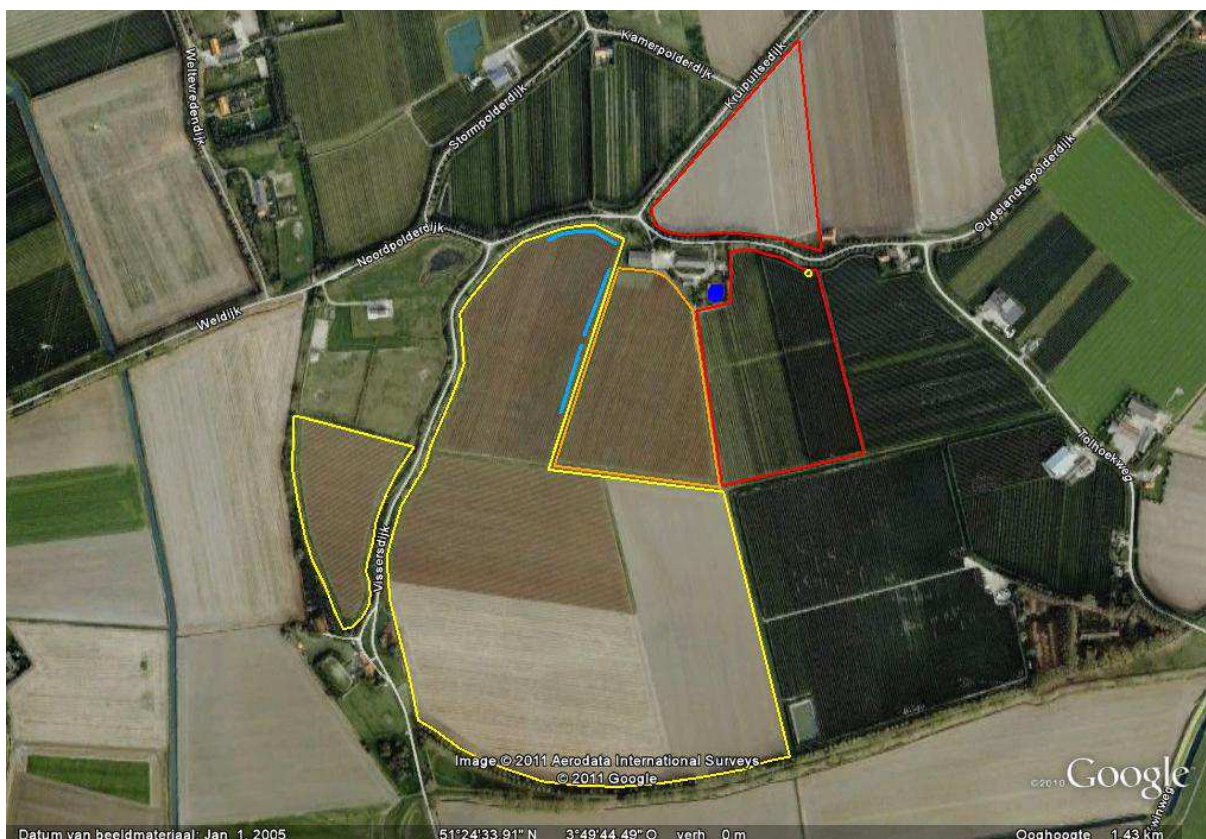 Weltevredendijk
Kamerpolderdijk
Kruipuitsedijk
Stormpolderdijk
Oudelandsepolderdijk
Noordpolderdijk
Weldijk
Tolhoekweg
Vissersdijk
Image © 2011 Aerodata International Surveys
© 2011 Google
©2010 Google
Datum van beeldmateriaal: Jan 1, 2005 51°24'33.91" N 3°49'44.49" O verh 0 m Ooghoogte 1.43 km